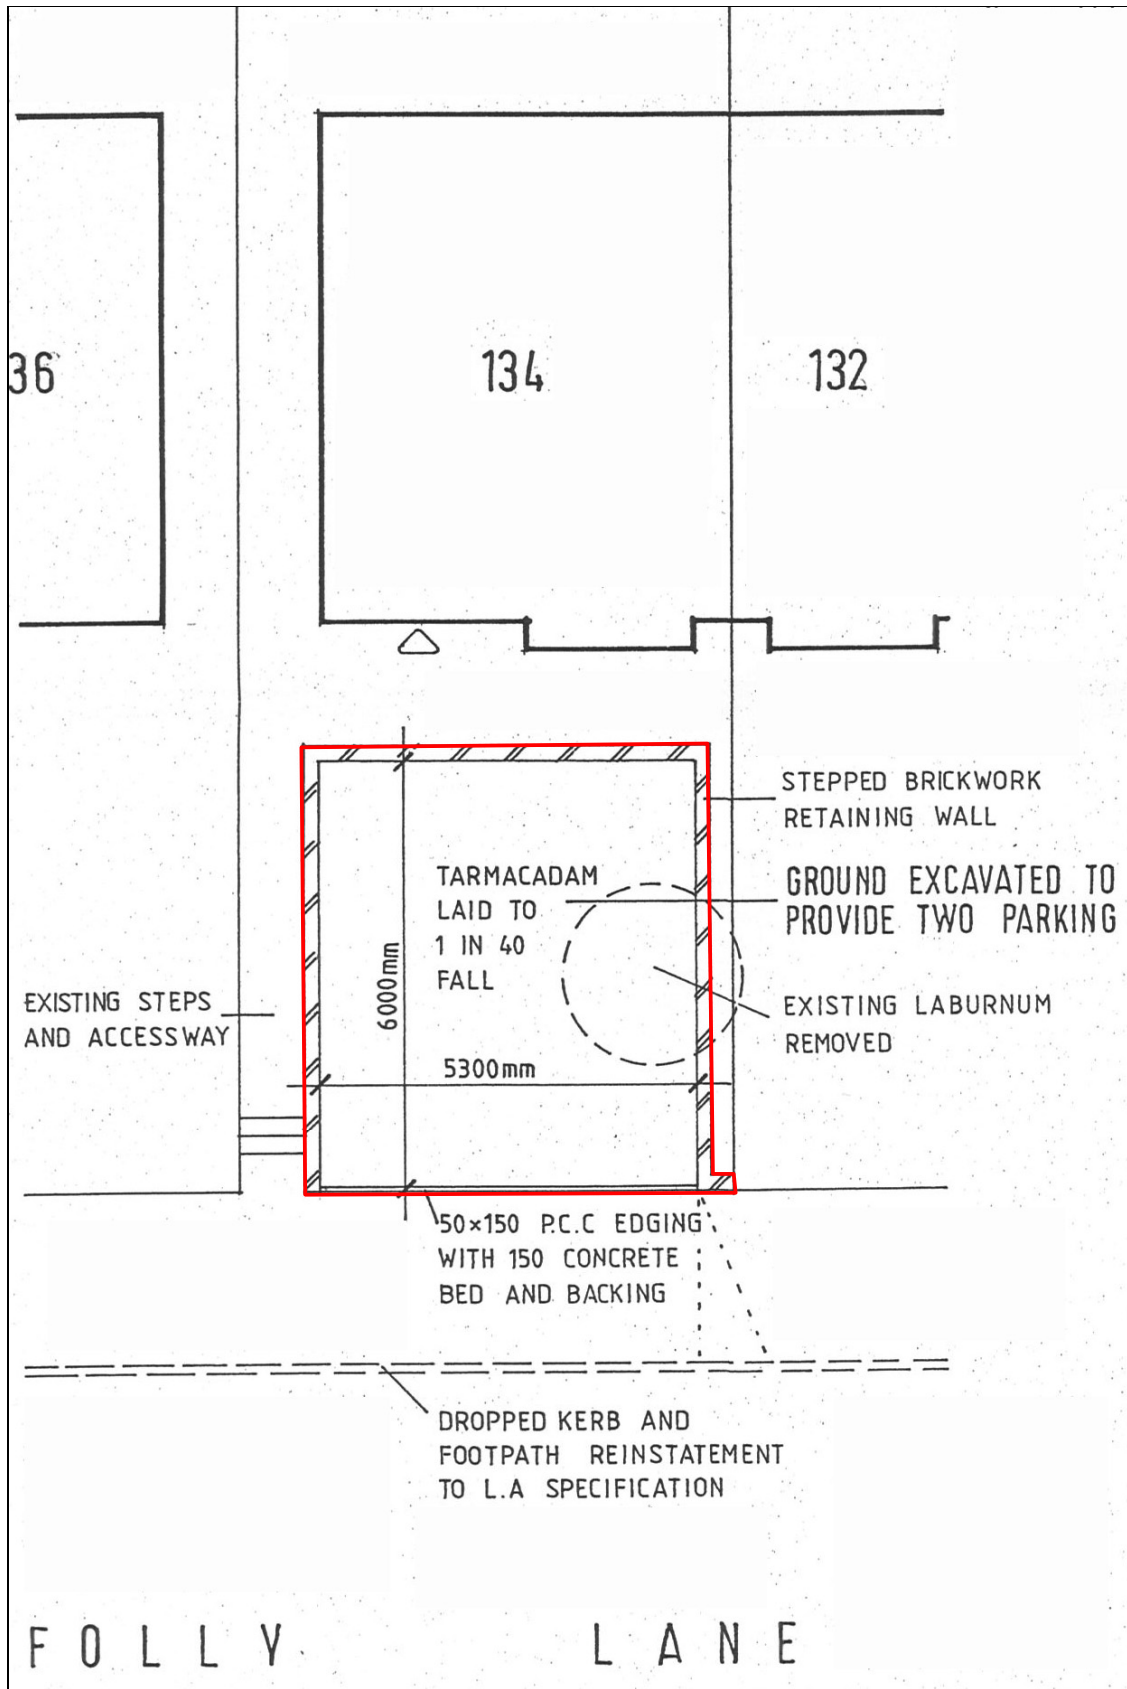 36
134
132
STEPPED BRICKWORK
RETAINING WALL
TARMACADAM
LAID TO
1 IN 40
FALL
GROUND EXCAVATED TO
PROVIDE TWO PARKING
6000mm
EXISTING STEPS
AND ACCESSWAY
EXISTING LABURNUM
REMOVED
5300mm
50×150 P.C.C EDGING
WITH 150 CONCRETE
BED AND BACKING
DROPPED KERB AND
FOOTPATH REINSTATEMENT
TO L.A SPECIFICATION
FOLLY LANE